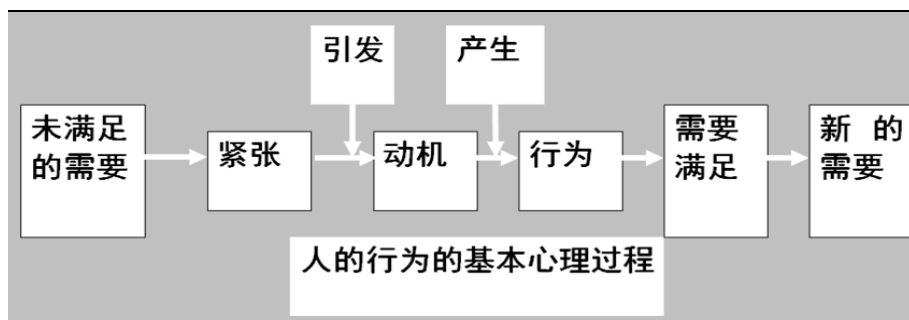 引发
产生
未满足
的需要
紧张
动机
行为
需要
满足
新 的
需要
人的行为的基本心理过程